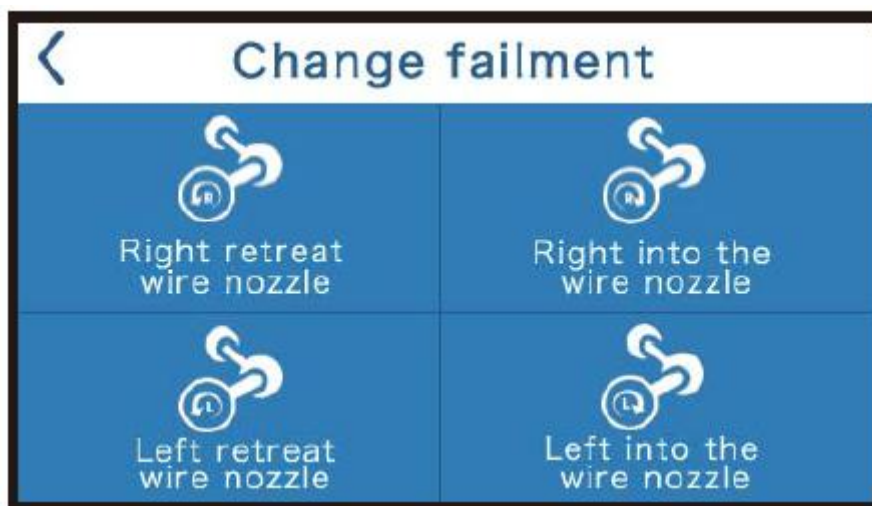 Change failment
R
Right retreat
wire nozzle
R
Right into the
wire nozzle
L
Left retreat
wire nozzle
L
Left into the
wire nozzle